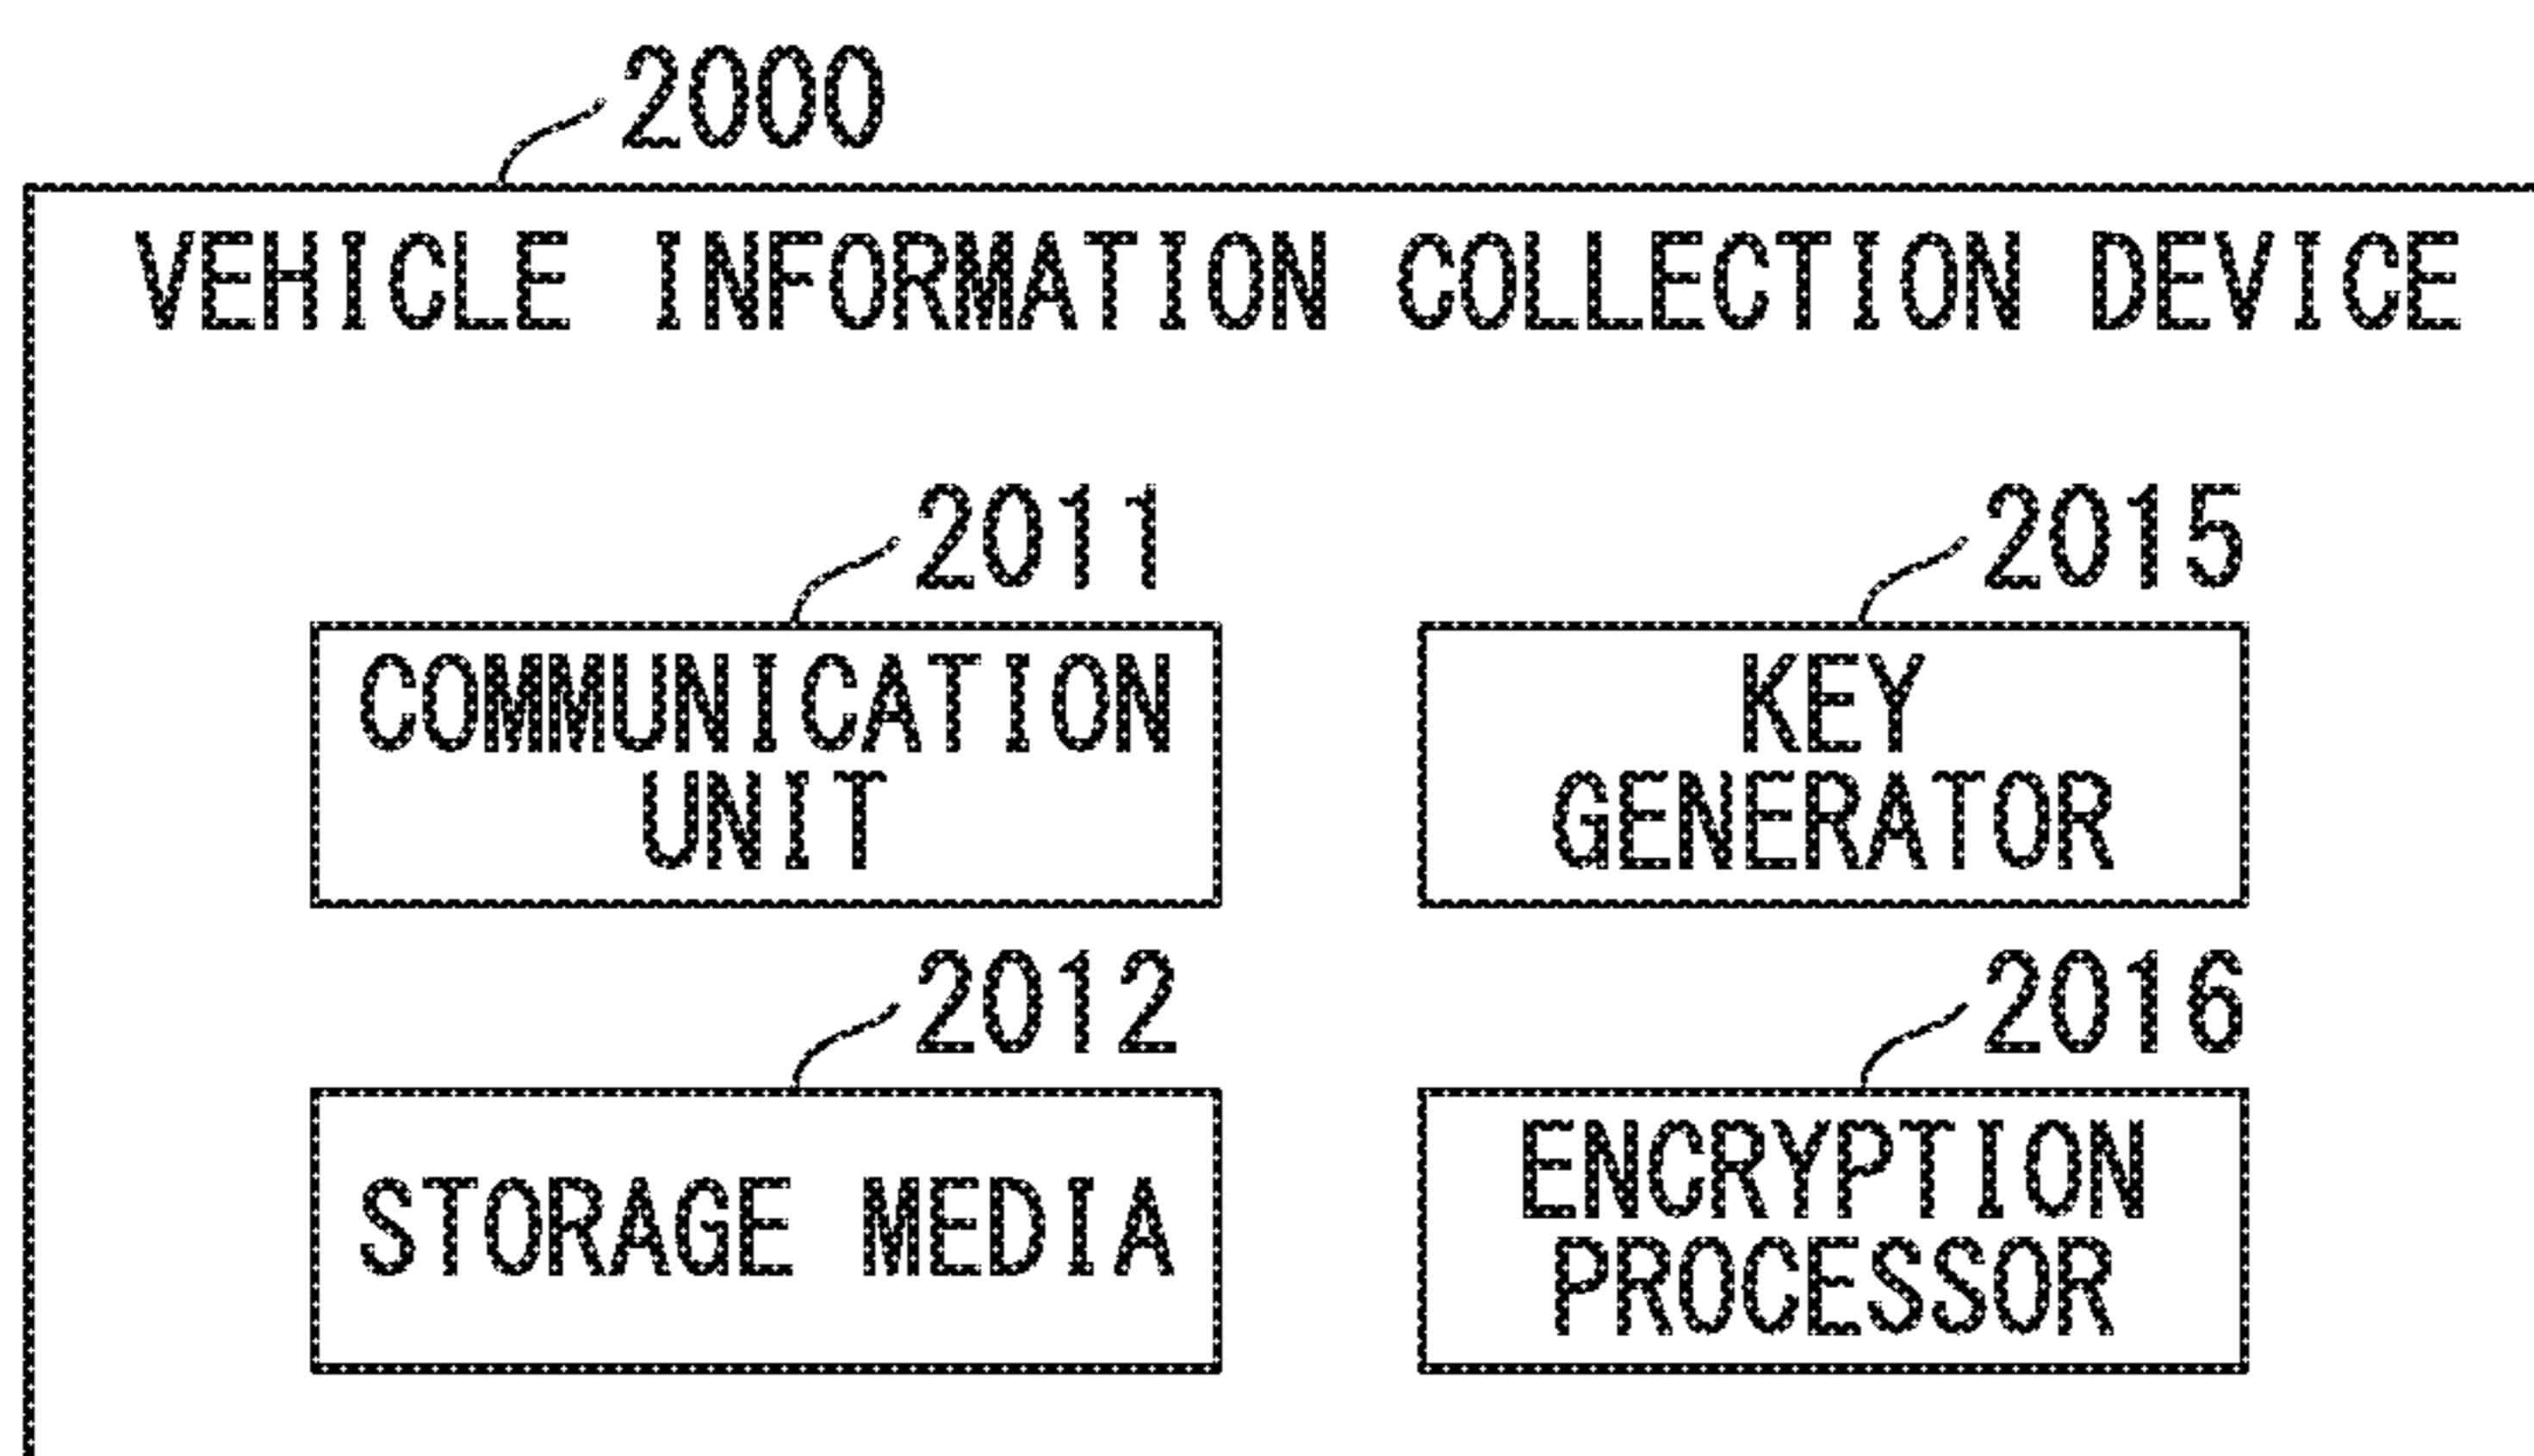 2000
VEHICLE INFORMATION COLLECTION DEVICE
2011
COMMUNICATION
UNIT
2015
KEY
GENERATOR
2012
STORAGE MEDIA
2016
ENCRYPTION
PROCESSOR